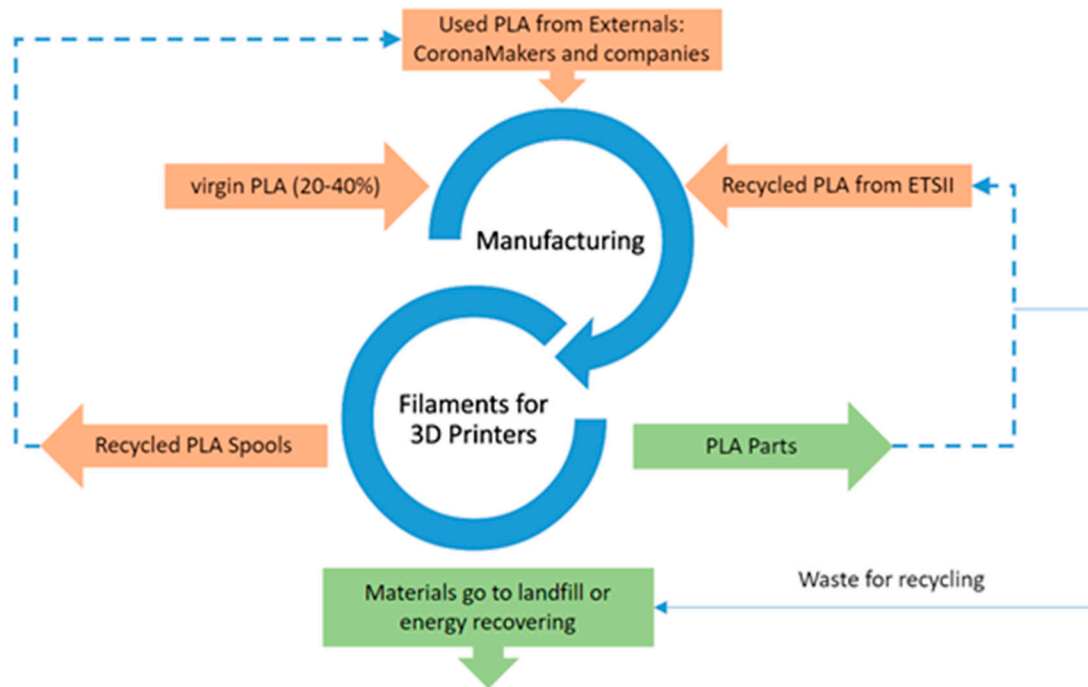 Used PLA from Externals:
CoronaMakers and companies
virgin PLA (20-40%)
Recycled PLA from ETSII
Manufacturing
Filaments for
3D Printers
Recycled PLA Spools
PLA Parts
Materials go to landfill or
energy recovering
Waste for recycling